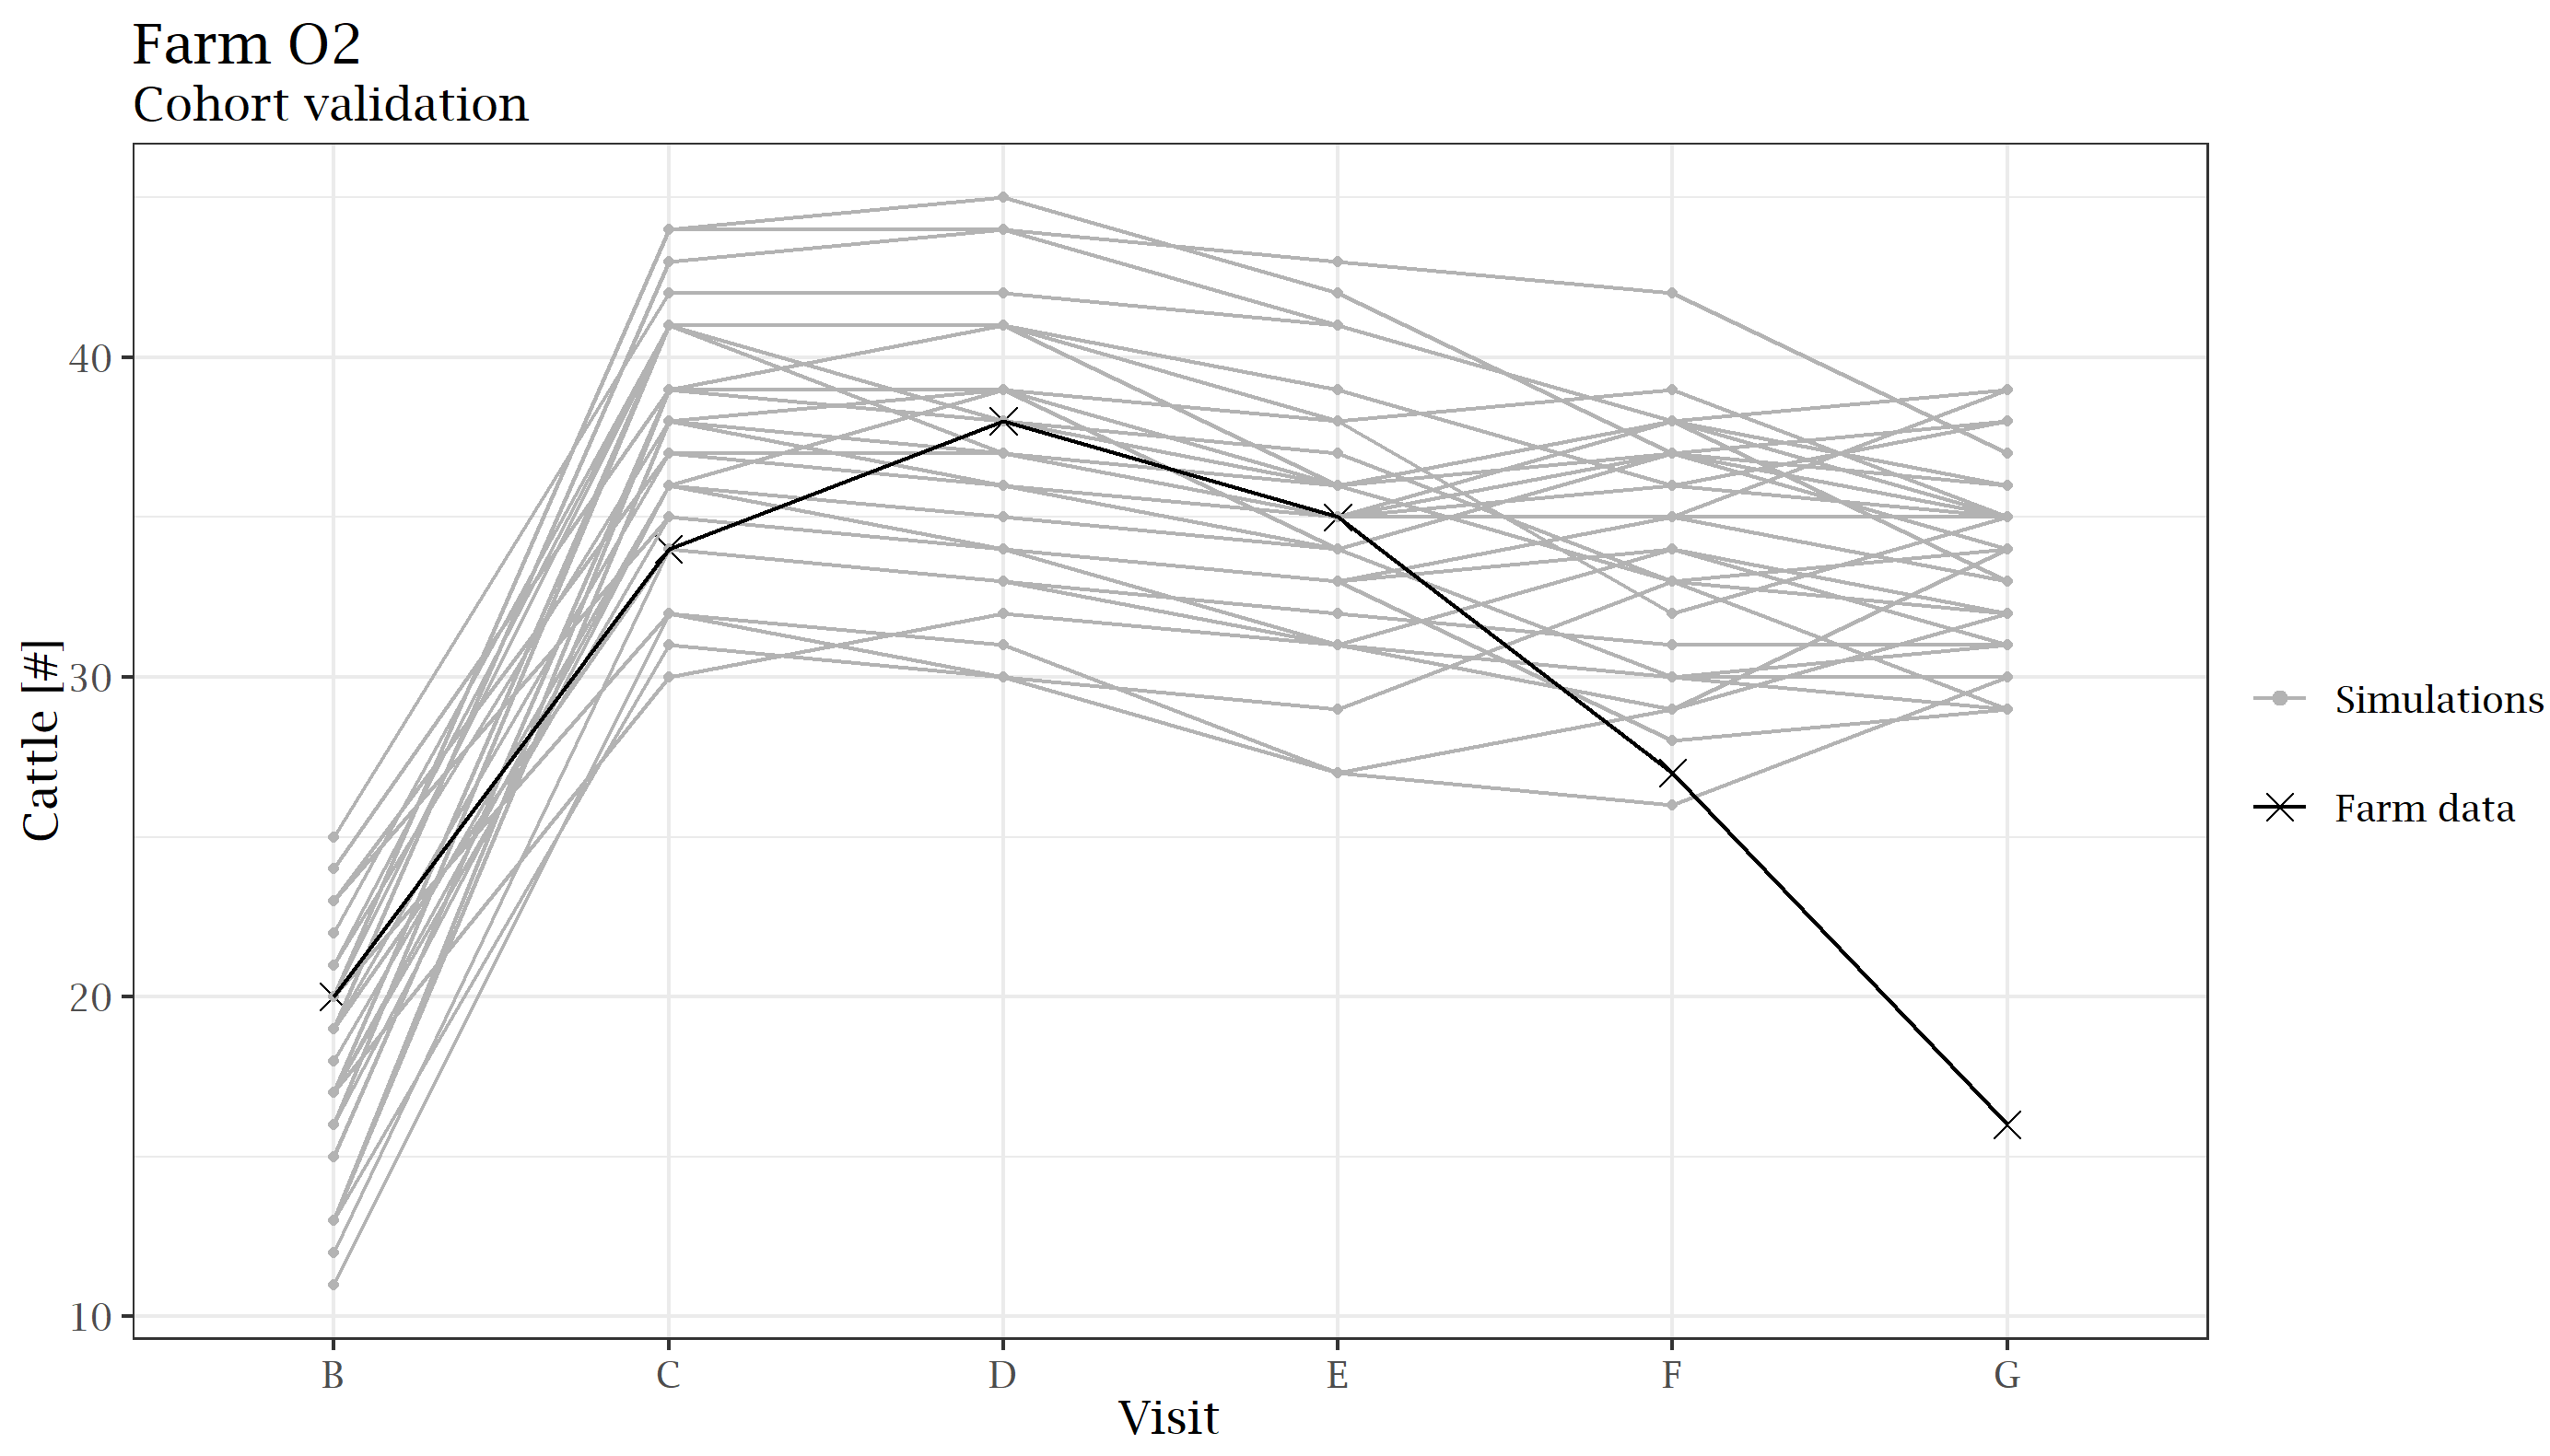 Farm O2
Cohort validation
Cattle [#]
40
30
20
10
B C D E F G
Visit
Simulations
Farm data